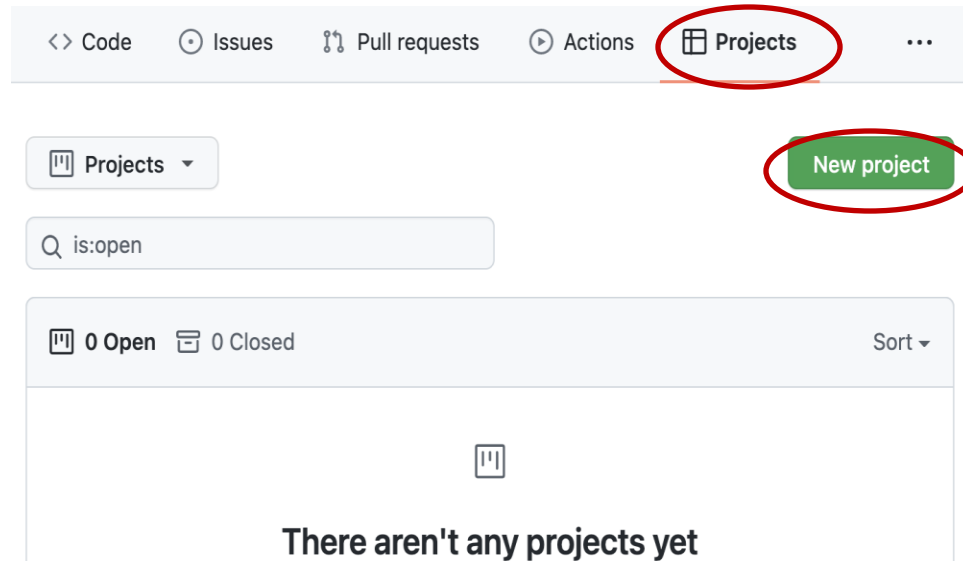 Code Issues Pull requests Actions Projects ...
Projects New project
is:open
0 Open 0 Closed Sort
There aren't any projects yet